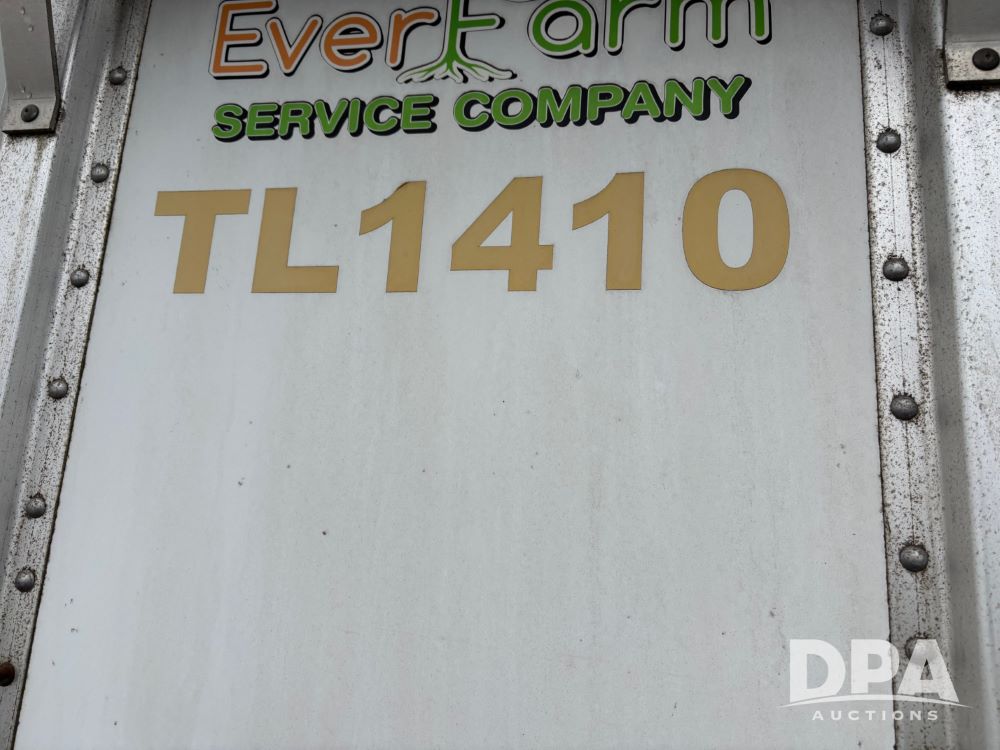 EverFarm
SERVICE COMPANY
TL1410
DPA
AUCTIONS